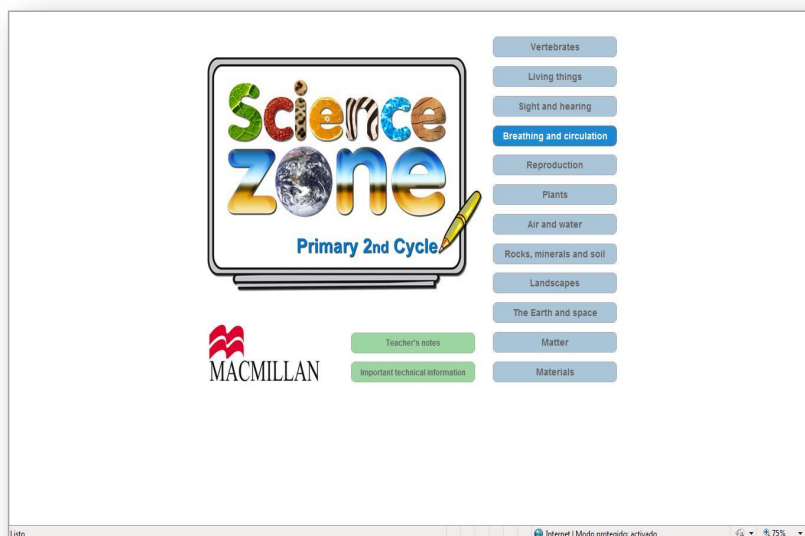 Science
zone
Primary 2nd Cycle
MACMILLAN
Teacher's notes
Important technical information
Vertebrates
Living things
Sight and hearing
Breathing and circulation
Reproduction
Plants
Air and water
Rocks, minerals and soil
Landscapes
The Earth and space
Matter
Materials
Listo
Internet | Modo protegido: activado
75%